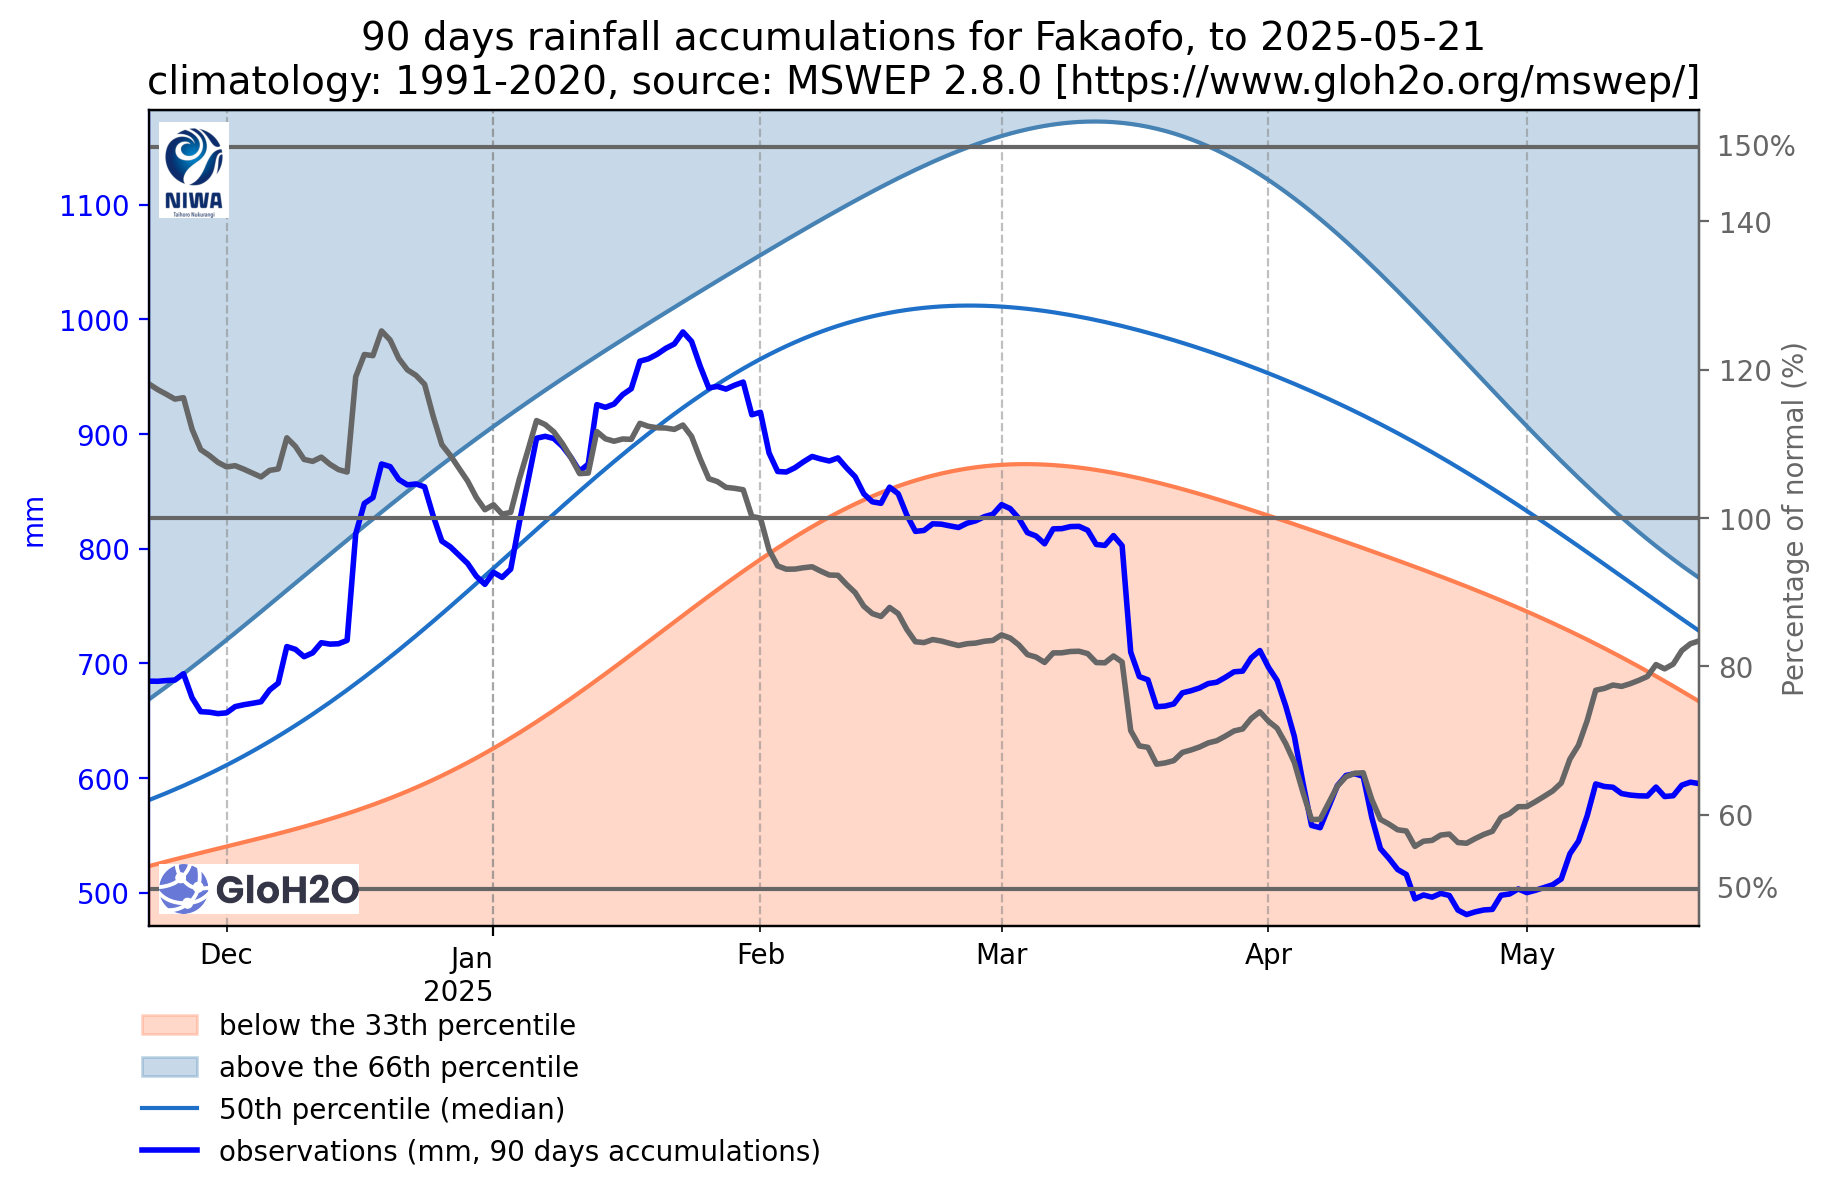 90 days rainfall accumulations for Fakaofo, to 2025-05-21
climatology: 1991-2020, source: MSWEP 2.8.0 [https://www.gloh2o.org/mswep/]
NIWA
Taihoro Nukurangi
150%
1100
140
1000
120
900
100
800
700
80
600
60
500
50%
mm
Percentage of normal (%)
GloH2O
Dec
Jan
2025
Feb
Mar
Apr
May
below the 33th percentile
above the 66th percentile
50th percentile (median)
observations (mm, 90 days accumulations)